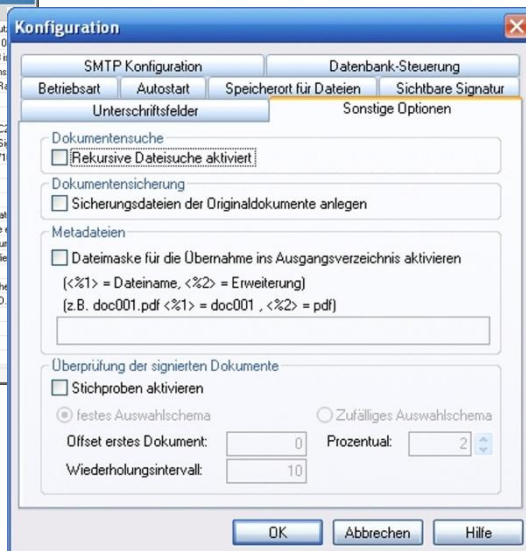 Konfiguration
SMTP Konfiguration Datenbank-Steuerung
Betriebsart Autostart Speicherort für Dateien Sichtbare Signatur
Unterschriftsfelder Sonstige Optionen
Dokumentensuche
Rekursive Dateisuche aktiviert
Dokumentensicherung
Sicherungsdateien der Originaldokumente anlegen
Metadateien
Dateimaske für die Übernahme ins Ausgangsverzeichnis aktivieren
(<%1> = Dateiname, <%2> = Erweiterung)
(z.B. doc001.pdf <%1> = doc001 , <%2> = pdf)
Überprüfung der signierten Dokumente
Stichproben aktivieren
festes Auswahlschema Zufälliges Auswahlschema
Offset erstes Dokument: 0 Prozentual: 2
Wiederholungsintervall: 10
OK Abbrechen Hilfe